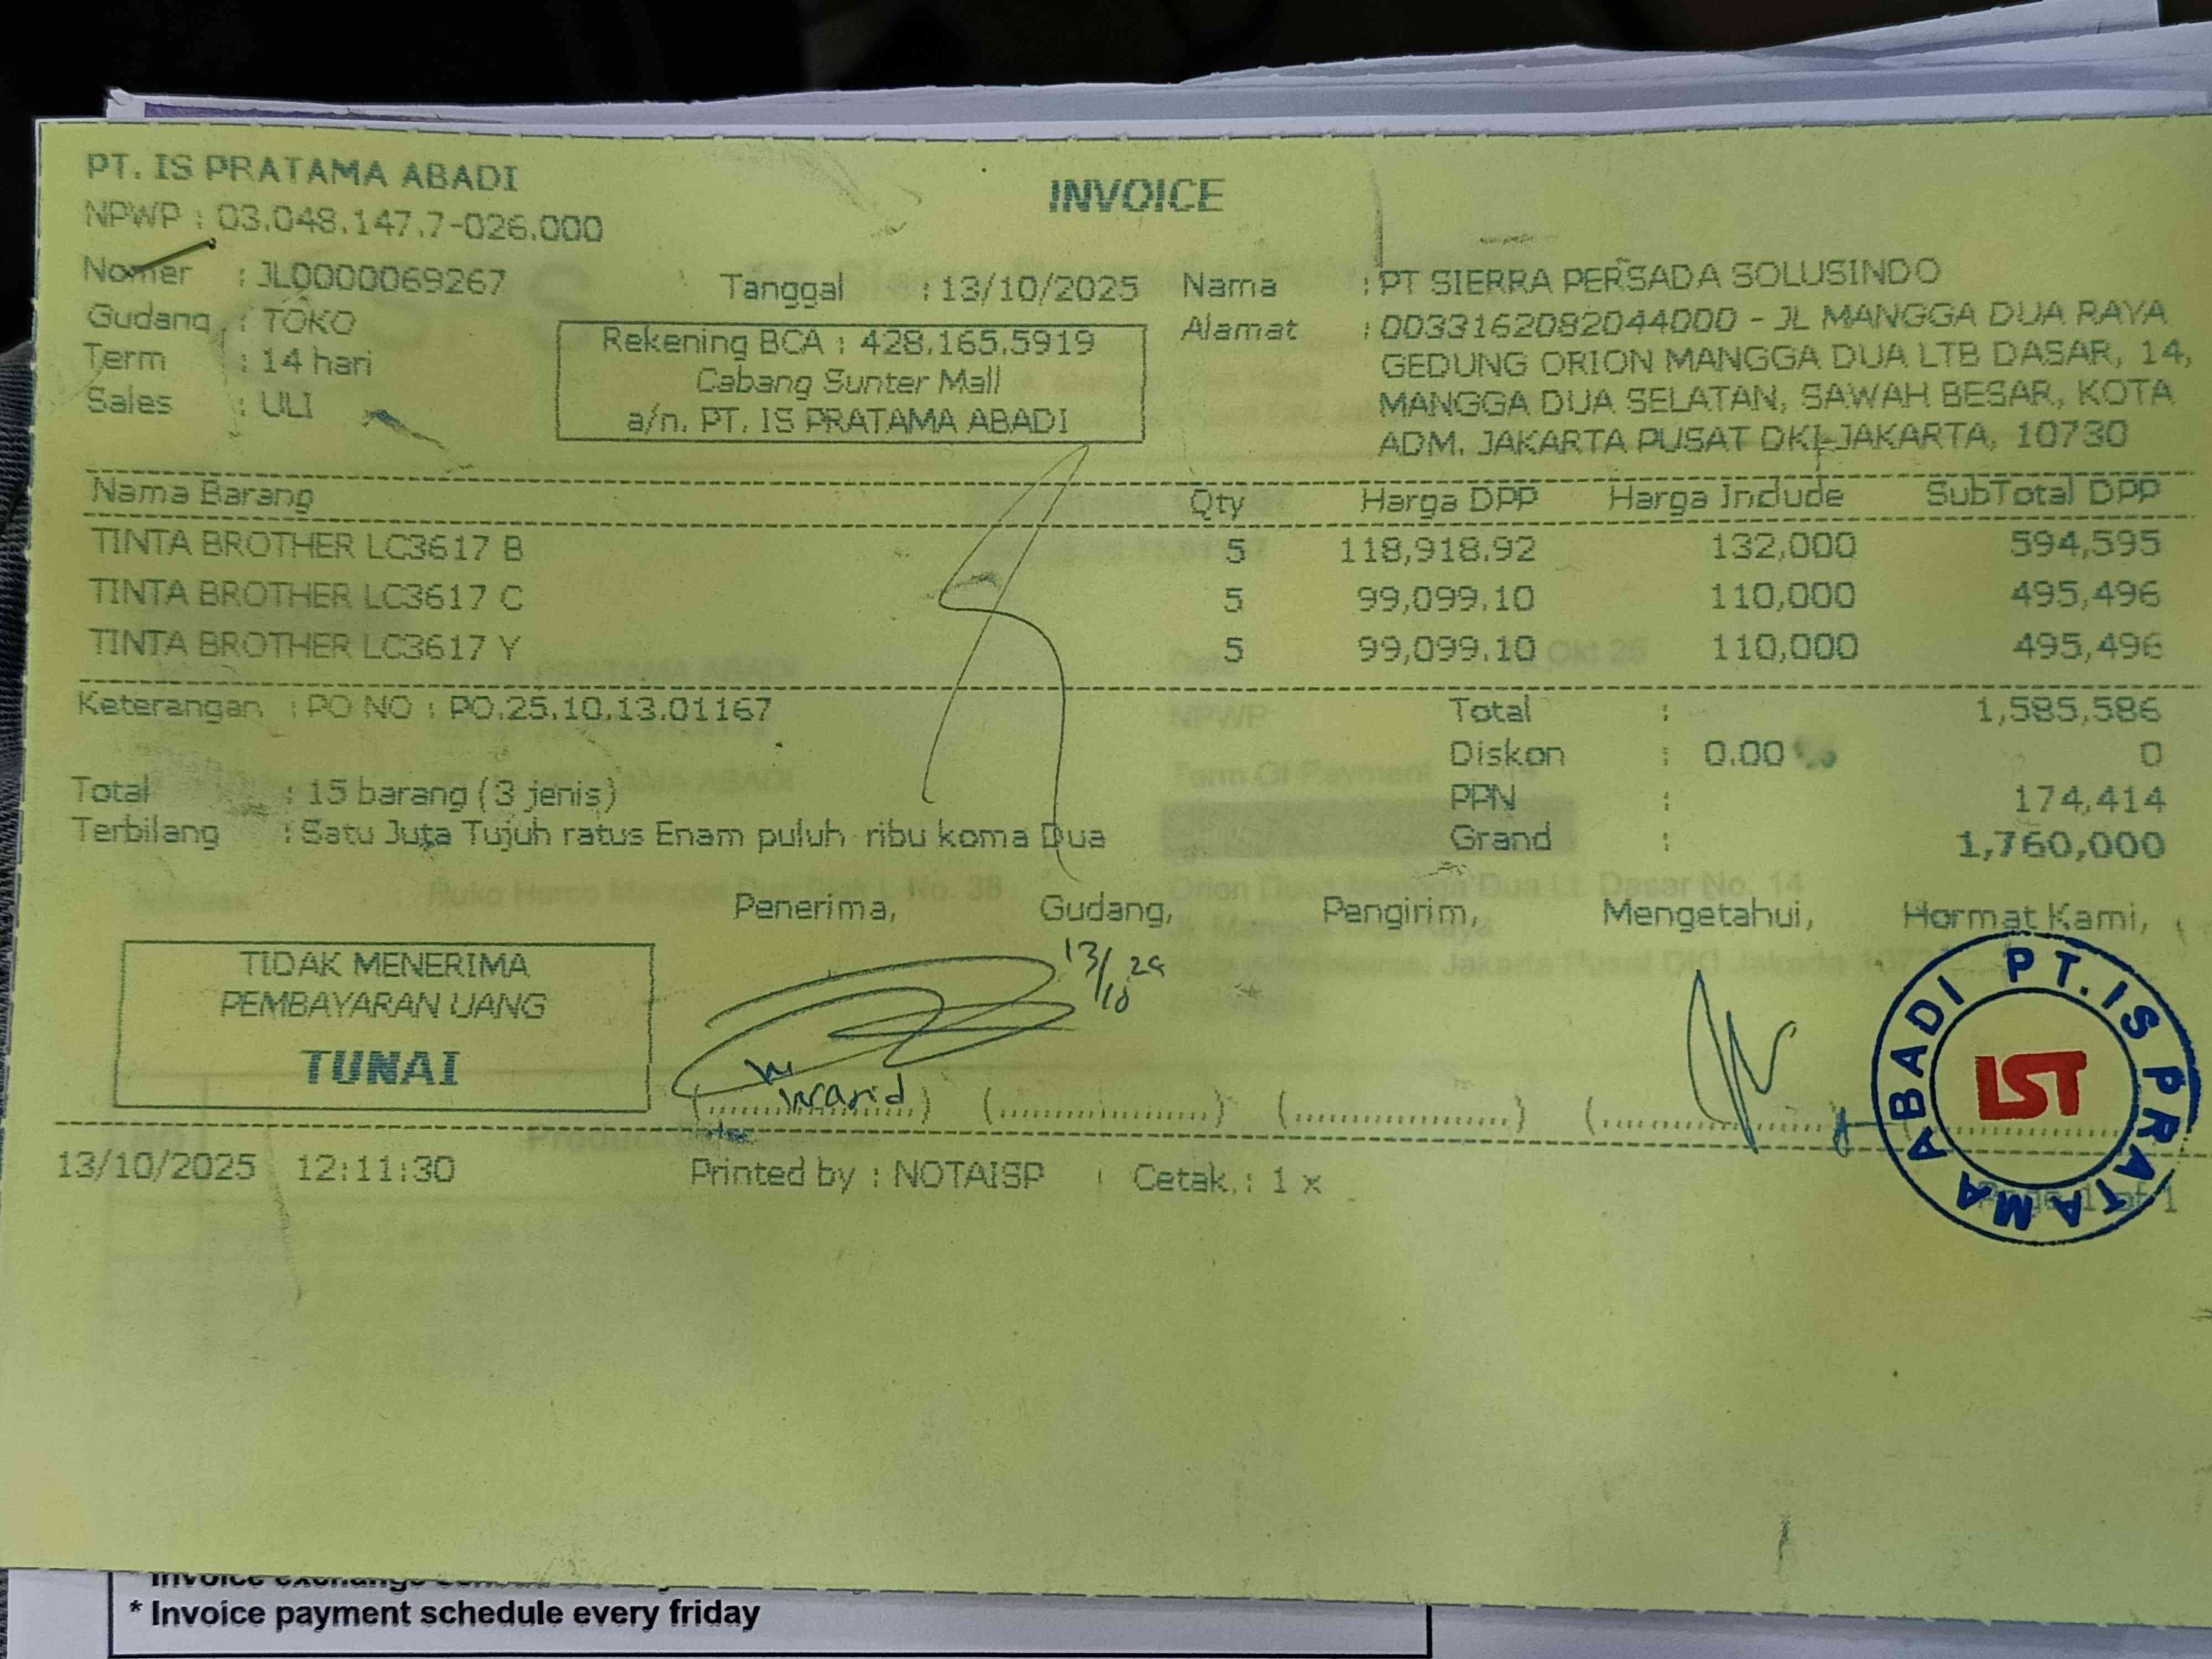 PT. IS PRATAMA ABADI
INVOICE
NPWP : 03.048.147.7-026.000
Nomer : JL0000069267
Tanggal : 13/10/2025
Nama : PT SIERRA PERSADA SOLUSINDO
Gudang : TOKO
Term : 14 hari
Sales : ULI
Rekening BCA : 428.165.5919
Cabang Sunter Mall
a/n. PT. IS PRATAMA ABADI
Alamat : 0033162082044000 - JL MANGGA DUA RAYA
GEDUNG ORION MANGGA DUA LTB DASAR, 14,
MANGGA DUA SELATAN, SAWAH BESAR, KOTA
ADM. JAKARTA PUSAT DKI JAKARTA, 10730
Nama Barang Qty Harga DPP Harga Include SubTotal DPP
TINTA BROTHER LC3617 B 5 118,918.92 132,000 594,595
TINTA BROTHER LC3617 C 5 99,099.10 110,000 495,496
TINTA BROTHER LC3617 Y 5 99,099.10 110,000 495,496
Keterangan : PO NO : PO.25.10.13.01167
Total : 1,585,586
Diskon : 0.00 0
Total : 15 barang (3 jenis)
PPN : 174,414
Terbilang : Satu Juta Tujuh ratus Enam puluh ribu koma Dua
Grand : 1,760,000
Penerima, Gudang, Pengirim, Mengetahui, Hormat Kami,
TIDAK MENERIMA
PEMBAYARAN UANG
TUNAI
13/10
PT. IS PRATAMA ABADI
IST
13/10/2025 12:11:30 Printed by : NOTAISP Cetak : 1 x
Page 1 of 1
* Invoice payment schedule every friday